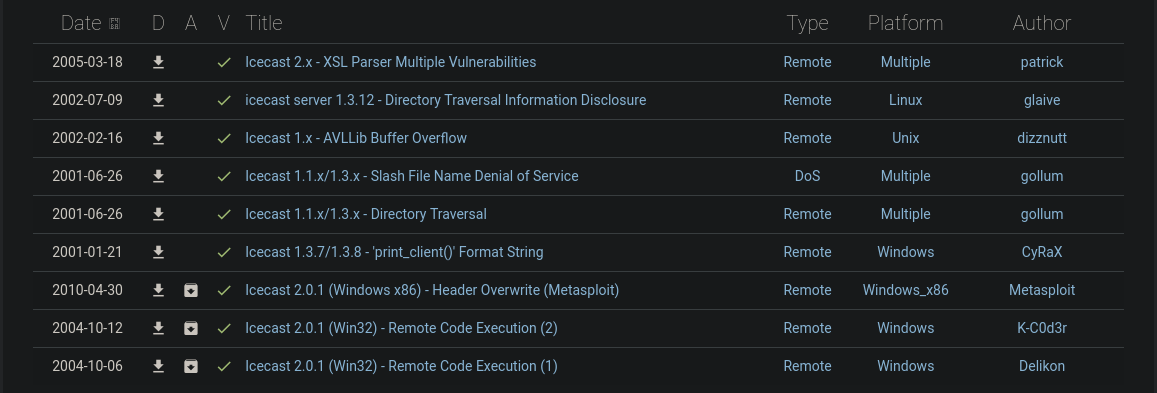 Date D A V Title Type Platform Author
2005-03-18 Icecast 2.x - XSL Parser Multiple Vulnerabilities Remote Multiple patrick
2002-07-09 icecast server 1.3.12 - Directory Traversal Information Disclosure Remote Linux glaive
2002-02-16 Icecast 1.x - AVLLib Buffer Overflow Remote Unix dizznutt
2001-06-26 Icecast 1.1.x/1.3.x - Slash File Name Denial of Service DoS Multiple gollum
2001-06-26 Icecast 1.1.x/1.3.x - Directory Traversal Remote Multiple gollum
2001-01-21 Icecast 1.3.7/1.3.8 - 'print_client()' Format String Remote Windows CyRaX
2010-04-30 Icecast 2.0.1 (Windows x86) - Header Overwrite (Metasploit) Remote Windows_x86 Metasploit
2004-10-12 Icecast 2.0.1 (Win32) - Remote Code Execution (2) Remote Windows K-C0d3r
2004-10-06 Icecast 2.0.1 (Win32) - Remote Code Execution (1) Remote Windows Delikon